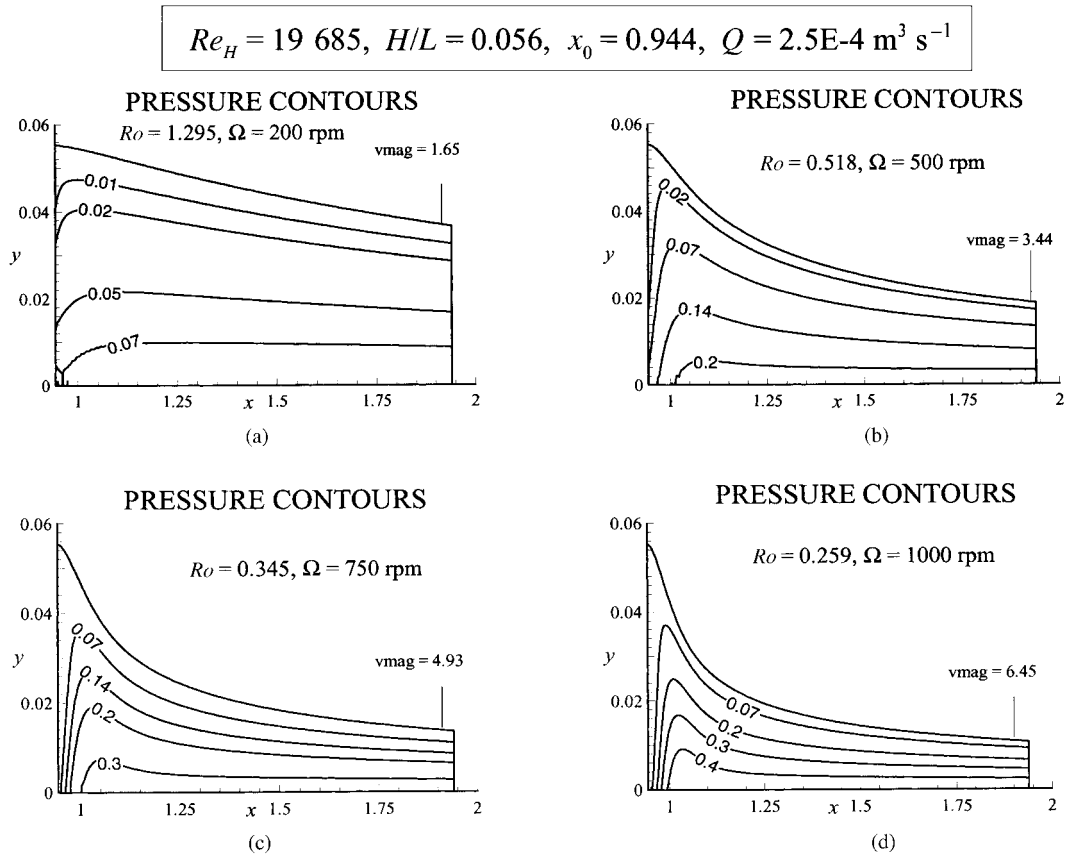 Re_H = 19 685, H/L = 0.056, x_0 = 0.944, Q = 2.5E-4 m³ s⁻¹
PRESSURE CONTOURS
Ro = 1.295, Ω = 200 rpm
vmag = 1.65
0.06
0.04
0.02
0
y
0.01
0.02
0.05
0.07
1
1.25
x
1.5
1.75
2
(a)
PRESSURE CONTOURS
Ro = 0.518, Ω = 500 rpm
vmag = 3.44
0.06
0.04
0.02
0
y
0.02
0.07
0.14
0.2
1
1.25
x
1.5
1.75
2
(b)
PRESSURE CONTOURS
Ro = 0.345, Ω = 750 rpm
vmag = 4.93
0.06
0.04
0.02
0
y
0.07
0.14
0.2
0.3
1
1.25
x
1.5
1.75
2
(c)
PRESSURE CONTOURS
Ro = 0.259, Ω = 1000 rpm
vmag = 6.45
0.06
0.04
0.02
0
y
0.07
0.2
0.3
0.4
1
1.25
x
1.5
1.75
2
(d)